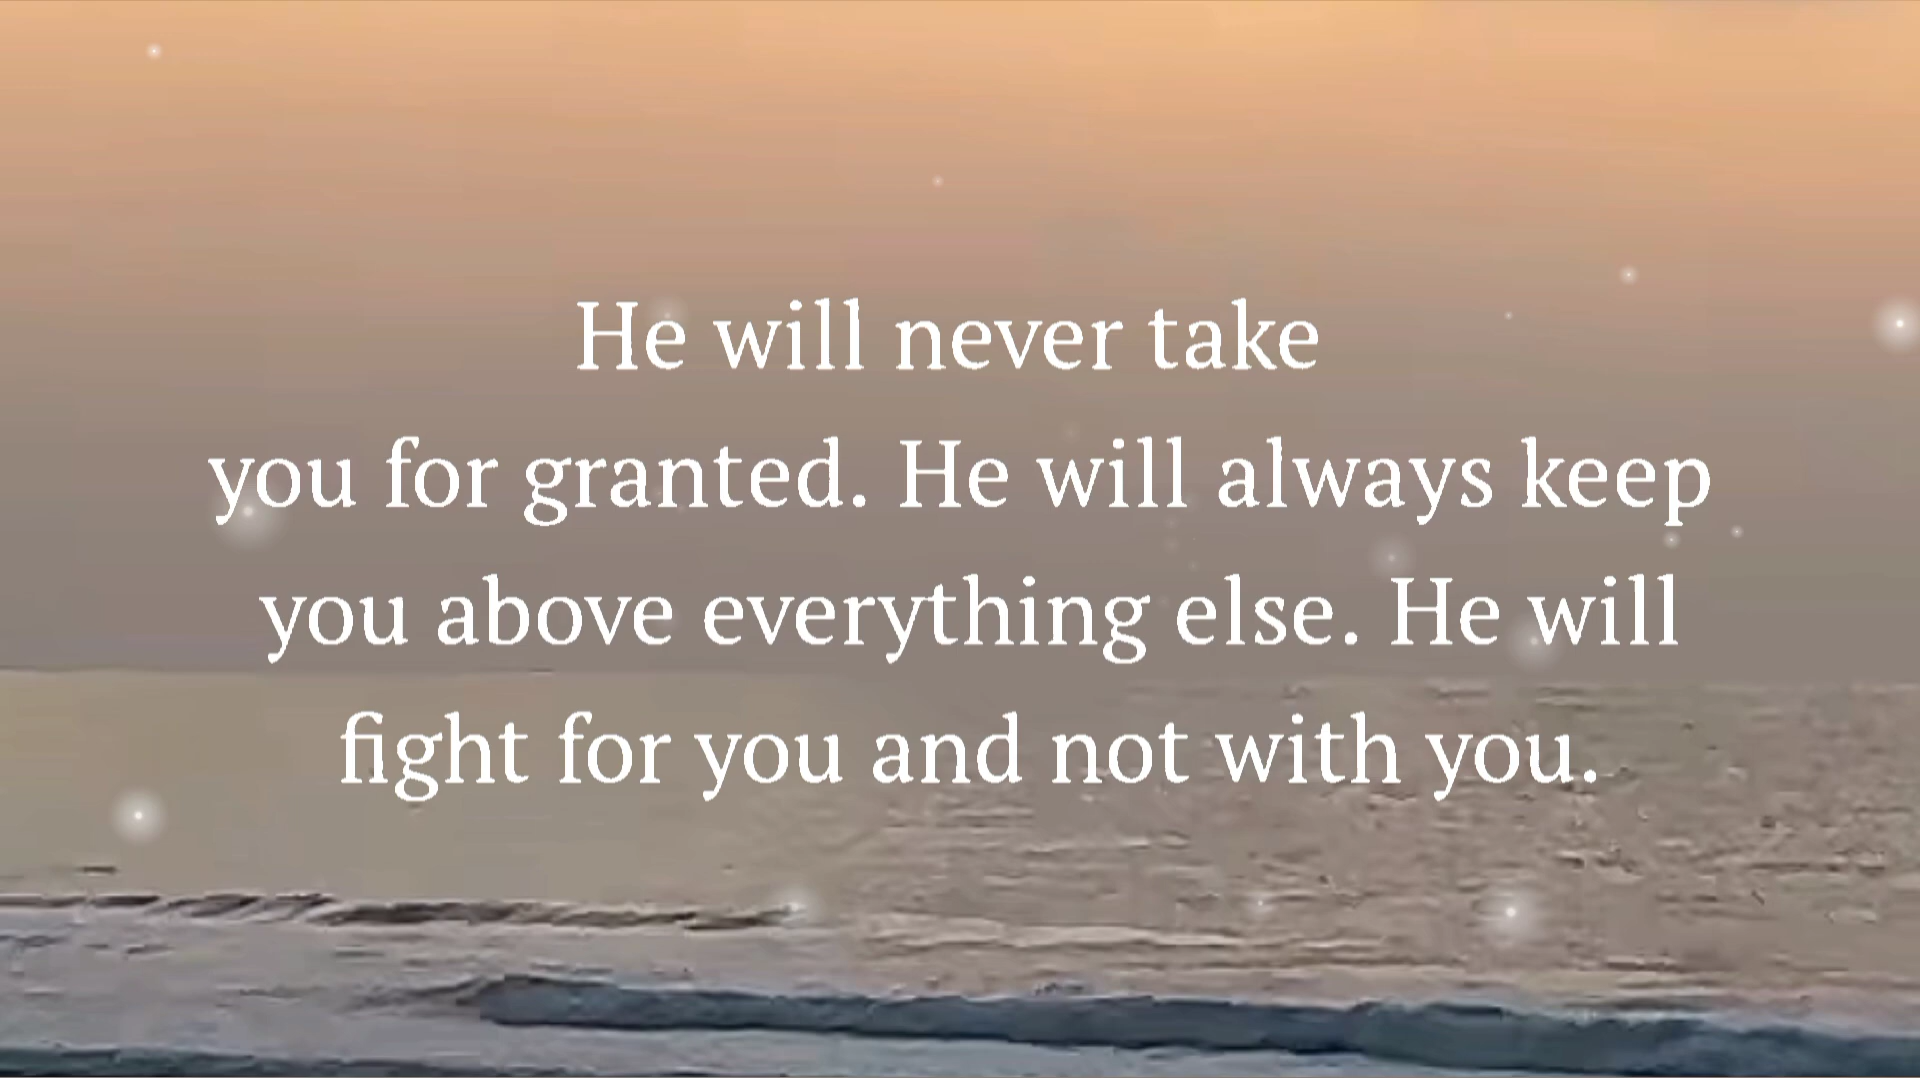 He will never take
you for granted. He will always keep
you above everything else. He will
fight for you and not with you.